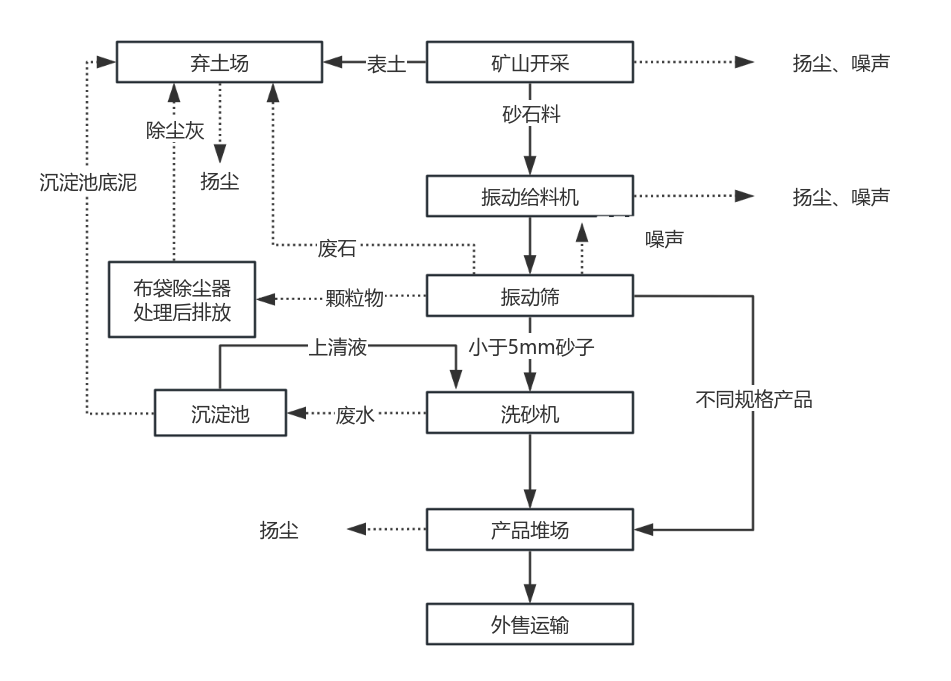 弃土场
表土
矿山开采
扬尘、噪声
砂石料
除尘灰
沉淀池底泥
扬尘
振动给料机
扬尘、噪声
噪声
废石
布袋除尘器
处理后排放
颗粒物
振动筛
上清液
小于5mm砂子
不同规格产品
沉淀池
废水
洗砂机
扬尘
产品堆场
外售运输